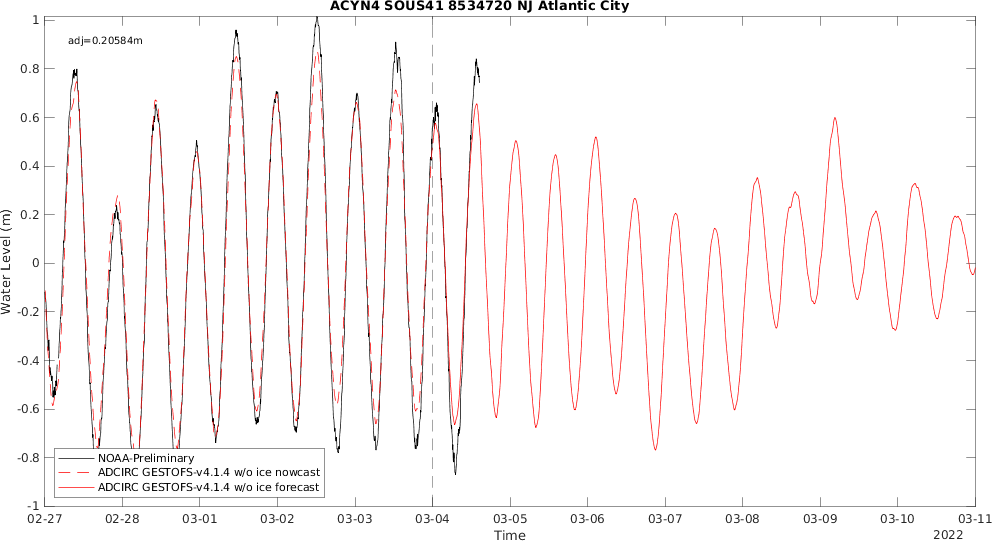 ACYN4 SOUS41 8534720 NJ Atlantic City
adj=0.20584m
1
0.8
0.6
0.4
0.2
0
-0.2
-0.4
-0.6
-0.8
-1
Water Level (m)
NOAA-Preliminary
ADCIRC GESTOFS-v4.1.4 w/o ice nowcast
ADCIRC GESTOFS-v4.1.4 w/o ice forecast
02-27 02-28 03-01 03-02 03-03 03-04 03-05 03-06 03-07 03-08 03-09 03-10 03-11
Time
2022